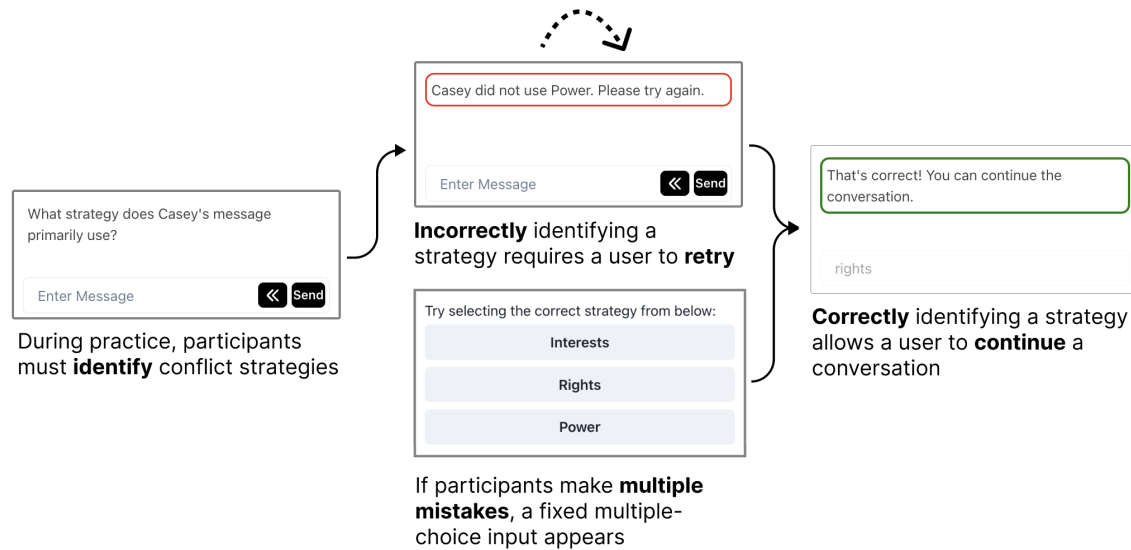 What strategy does Casey's message
primarily use?
Enter Message
Send
During practice, participants
must identify conflict strategies
Casey did not use Power. Please try again.
Enter Message
Send
Incorrectly identifying a
strategy requires a user to retry
Try selecting the correct strategy from below:
Interests
Rights
Power
If participants make multiple
mistakes, a fixed multiple-
choice input appears
That's correct! You can continue the
conversation.
rights
Correctly identifying a strategy
allows a user to continue a
conversation